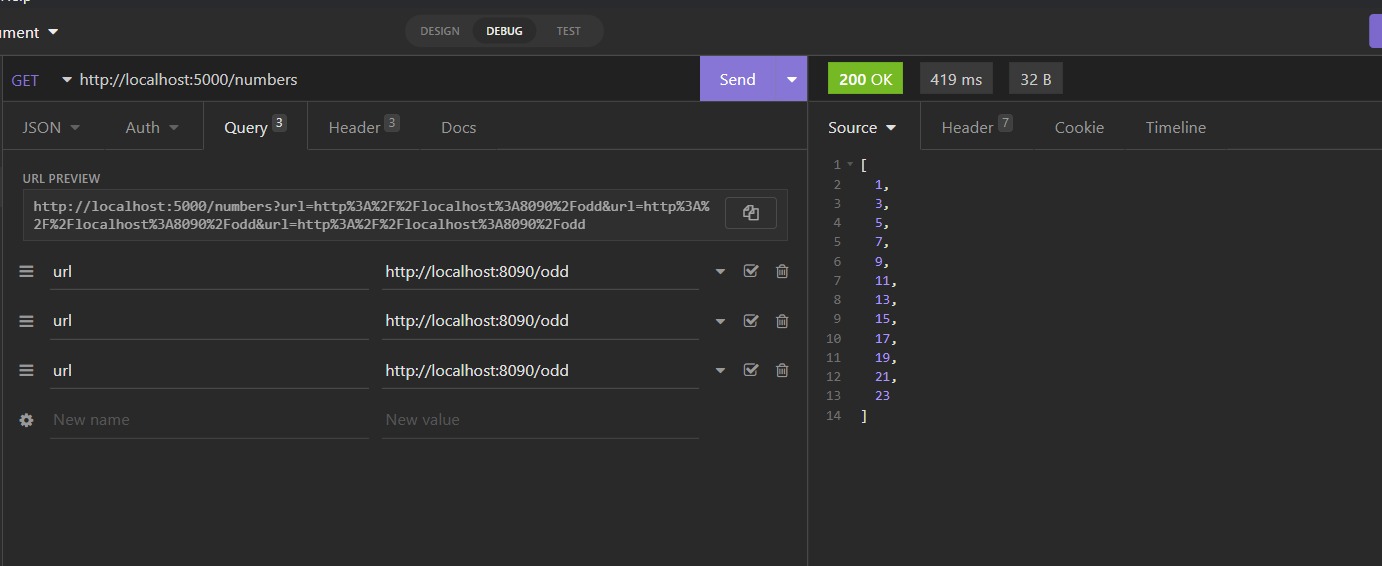 ument
DESIGN DEBUG TEST
GET http://localhost:5000/numbers Send 200 OK 419 ms 32 B
JSON Auth Query 3 Header 3 Docs Source Header 7 Cookie Timeline
URL PREVIEW
http://localhost:5000/numbers?url=http%3A%2F%2Flocalhost%3A8090%2Fodd&url=http%3A%
2F%2Flocalhost%3A8090%2Fodd&url=http%3A%2F%2Flocalhost%3A8090%2Fodd
url http://localhost:8090/odd
url http://localhost:8090/odd
url http://localhost:8090/odd
New name New value
1 [
2 1,
3 3,
4 5,
5 7,
6 9,
7 11,
8 13,
9 15,
10 17,
11 19,
12 21,
13 23
14 ]